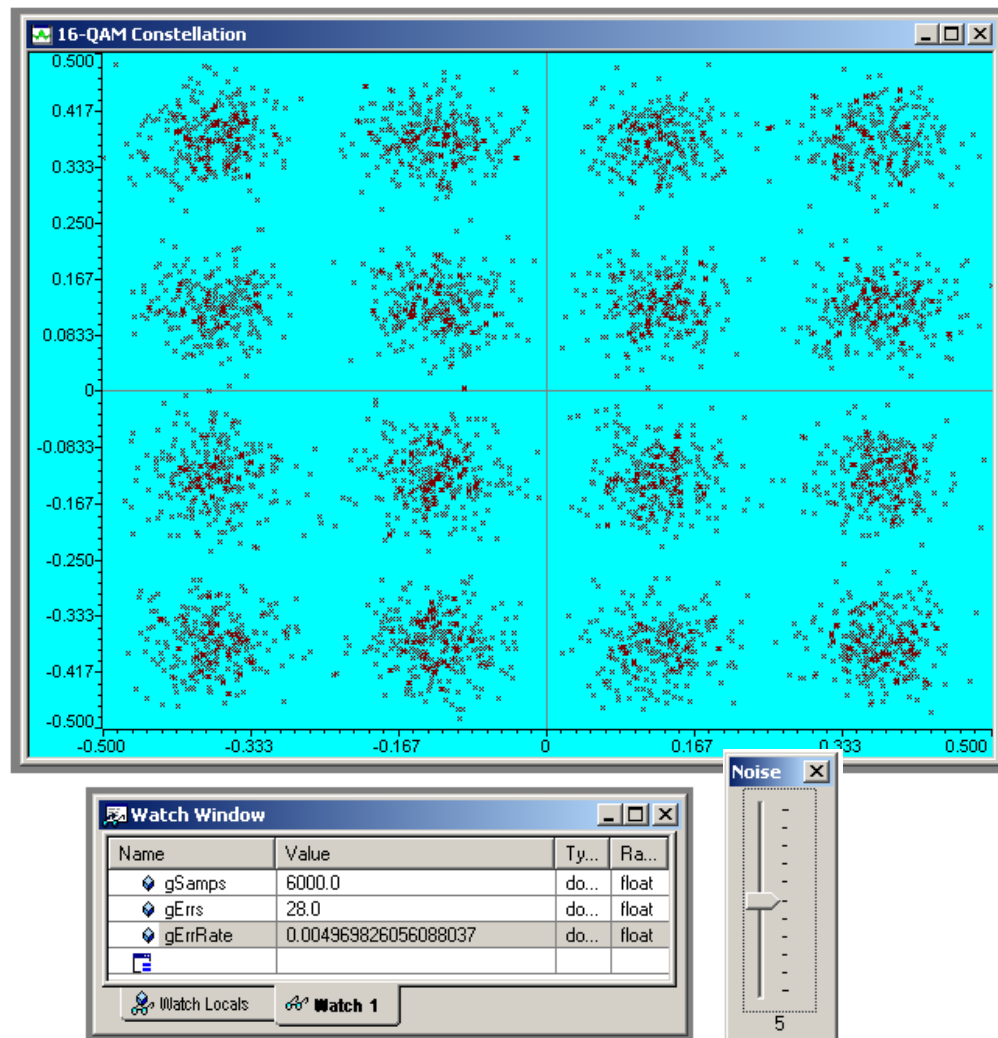 16-QAM Constellation
0.500
0.417
0.333
0.250
0.167
0.0833
0
-0.0833
-0.167
-0.250
-0.333
-0.417
-0.500
-0.500 -0.333 -0.167 0 0.167 0.333 0.500
Noise
5
Watch Window
Name Value Ty... Ra...
gSamps 6000.0 do... float
gErrs 28.0 do... float
gErrRate 0.004969826056088037 do... float
Watch Locals Watch 1